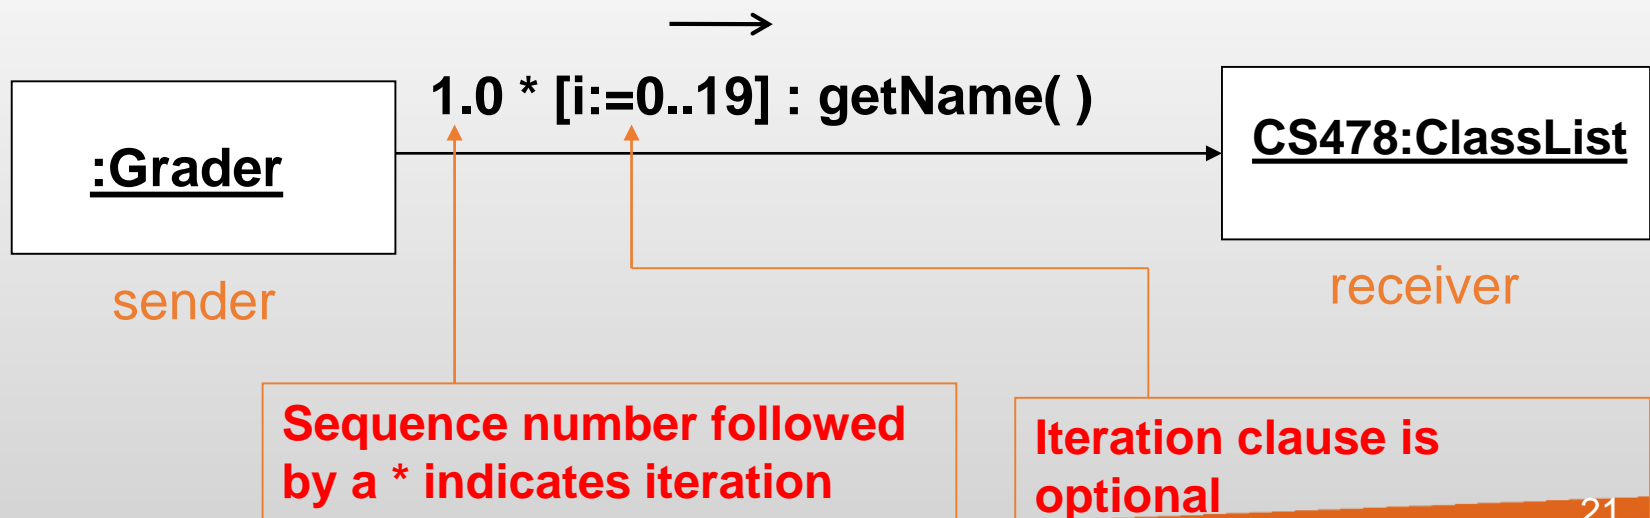 1.0 * [i:=0..19] : getName( )
:Grader
CS478:ClassList
sender
receiver
Sequence number followed
by a * indicates iteration
Iteration clause is
optional
21